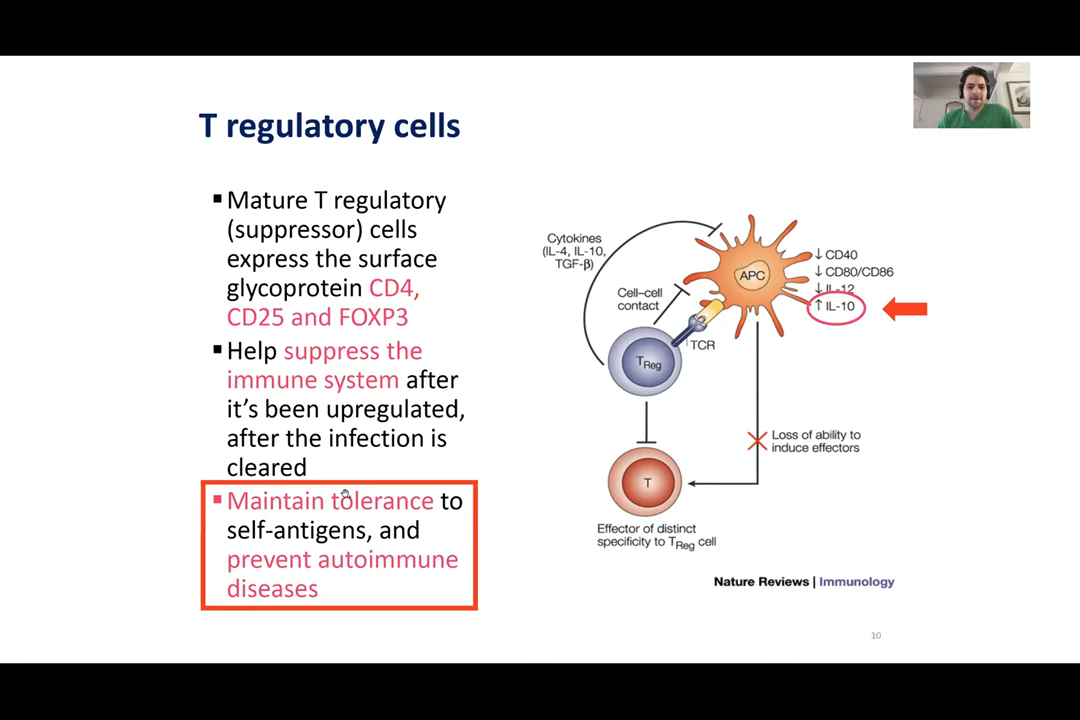 T regulatory cells
▪Mature T regulatory
(suppressor) cells
express the surface
glycoprotein CD4,
CD25 and FOXP3
▪Help suppress the
immune system after
it's been upregulated,
after the infection is
cleared
▪Maintain tolerance to
self-antigens, and
prevent autoimmune
diseases
Cytokines
(IL-4, IL-10,
TGF-β)
Cell–cell
contact
APC
↓ CD40
↓ CD80/CD86
↓ IL-12
↑ IL-10
↑TCR
TReg
Loss of ability to
induce effectors
T
Effector of distinct
specificity to TReg cell
Nature Reviews | Immunology
10